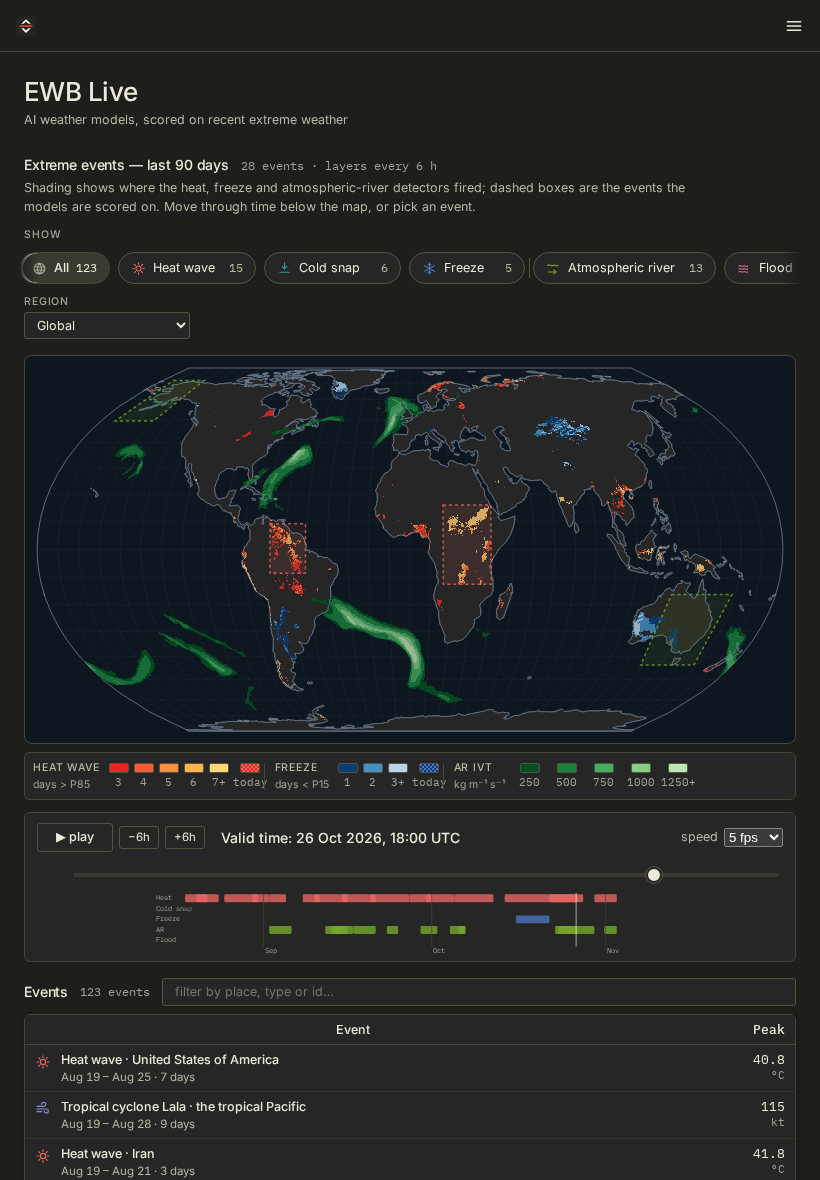 EWB Live
AI weather models, scored on recent extreme weather
Extreme events — last 90 days 28 events · layers every 6 h
Shading shows where the heat, freeze and atmospheric-river detectors fired; dashed boxes are the events the
models are scored on. Move through time below the map, or pick an event.
SHOW
All 123 Heat wave 15 Cold snap 6 Freeze 5 Atmospheric river 13 Flood
REGION
Global
HEAT WAVE FREEZE AR IVT
days > P85 3 4 5 6 7+ today days < P15 1 2 3+ today kg m⁻¹ s⁻¹ 250 500 750 1000 1250+
▶ play −6h +6h Valid time: 26 Oct 2026, 18:00 UTC speed 5 fps
Heat
Cold snap
Freeze
AR
Flood
Sep Oct Nov
Events 123 events filter by place, type or id...
Event Peak
Heat wave · United States of America 40.8
Aug 19 – Aug 25 · 7 days °C
Tropical cyclone Lala · the tropical Pacific 115
Aug 19 – Aug 28 · 9 days kt
Heat wave · Iran 41.8
Aug 19 – Aug 21 · 3 days °C